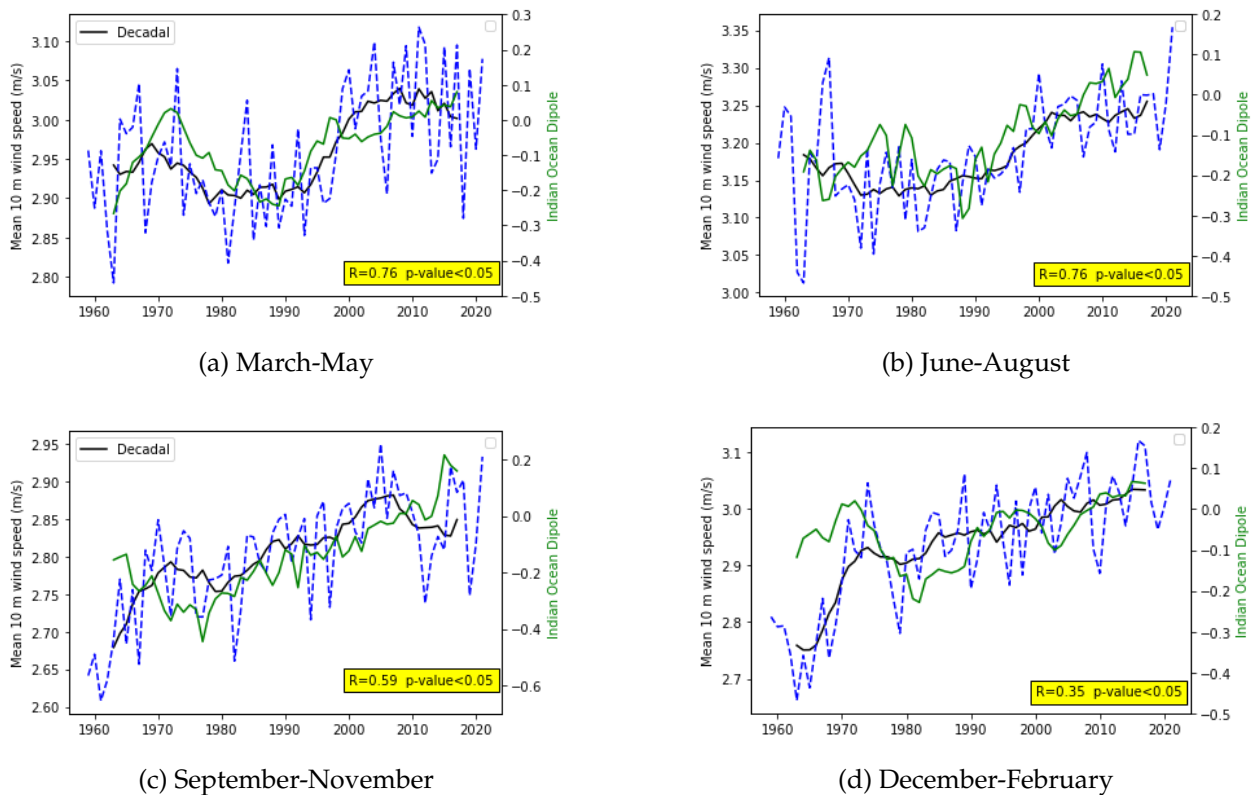 Mean 10 m wind speed (m/s)
3.10
3.05
3.00
2.95
2.90
2.85
2.80
Decadal
0.3
0.2
0.1
0.0
−0.1
−0.2
−0.3
−0.4
−0.5
Indian Ocean Dipole
R=0.76 p-value<0.05
1960 1970 1980 1990 2000 2010 2020
(a) March-May
Mean 10 m wind speed (m/s)
3.35
3.30
3.25
3.20
3.15
3.10
3.05
3.00
0.2
0.1
0.0
−0.1
−0.2
−0.3
−0.4
−0.5
Indian Ocean Dipole
R=0.76 p-value<0.05
1960 1970 1980 1990 2000 2010 2020
(b) June-August
Mean 10 m wind speed (m/s)
2.95
2.90
2.85
2.80
2.75
2.70
2.65
2.60
Decadal
0.2
0.0
−0.2
−0.4
−0.6
Indian Ocean Dipole
R=0.59 p-value<0.05
1960 1970 1980 1990 2000 2010 2020
(c) September-November
Mean 10 m wind speed (m/s)
3.1
3.0
2.9
2.8
2.7
0.2
0.1
0.0
−0.1
−0.2
−0.3
−0.4
−0.5
Indian Ocean Dipole
R=0.35 p-value<0.05
1960 1970 1980 1990 2000 2010 2020
(d) December-February